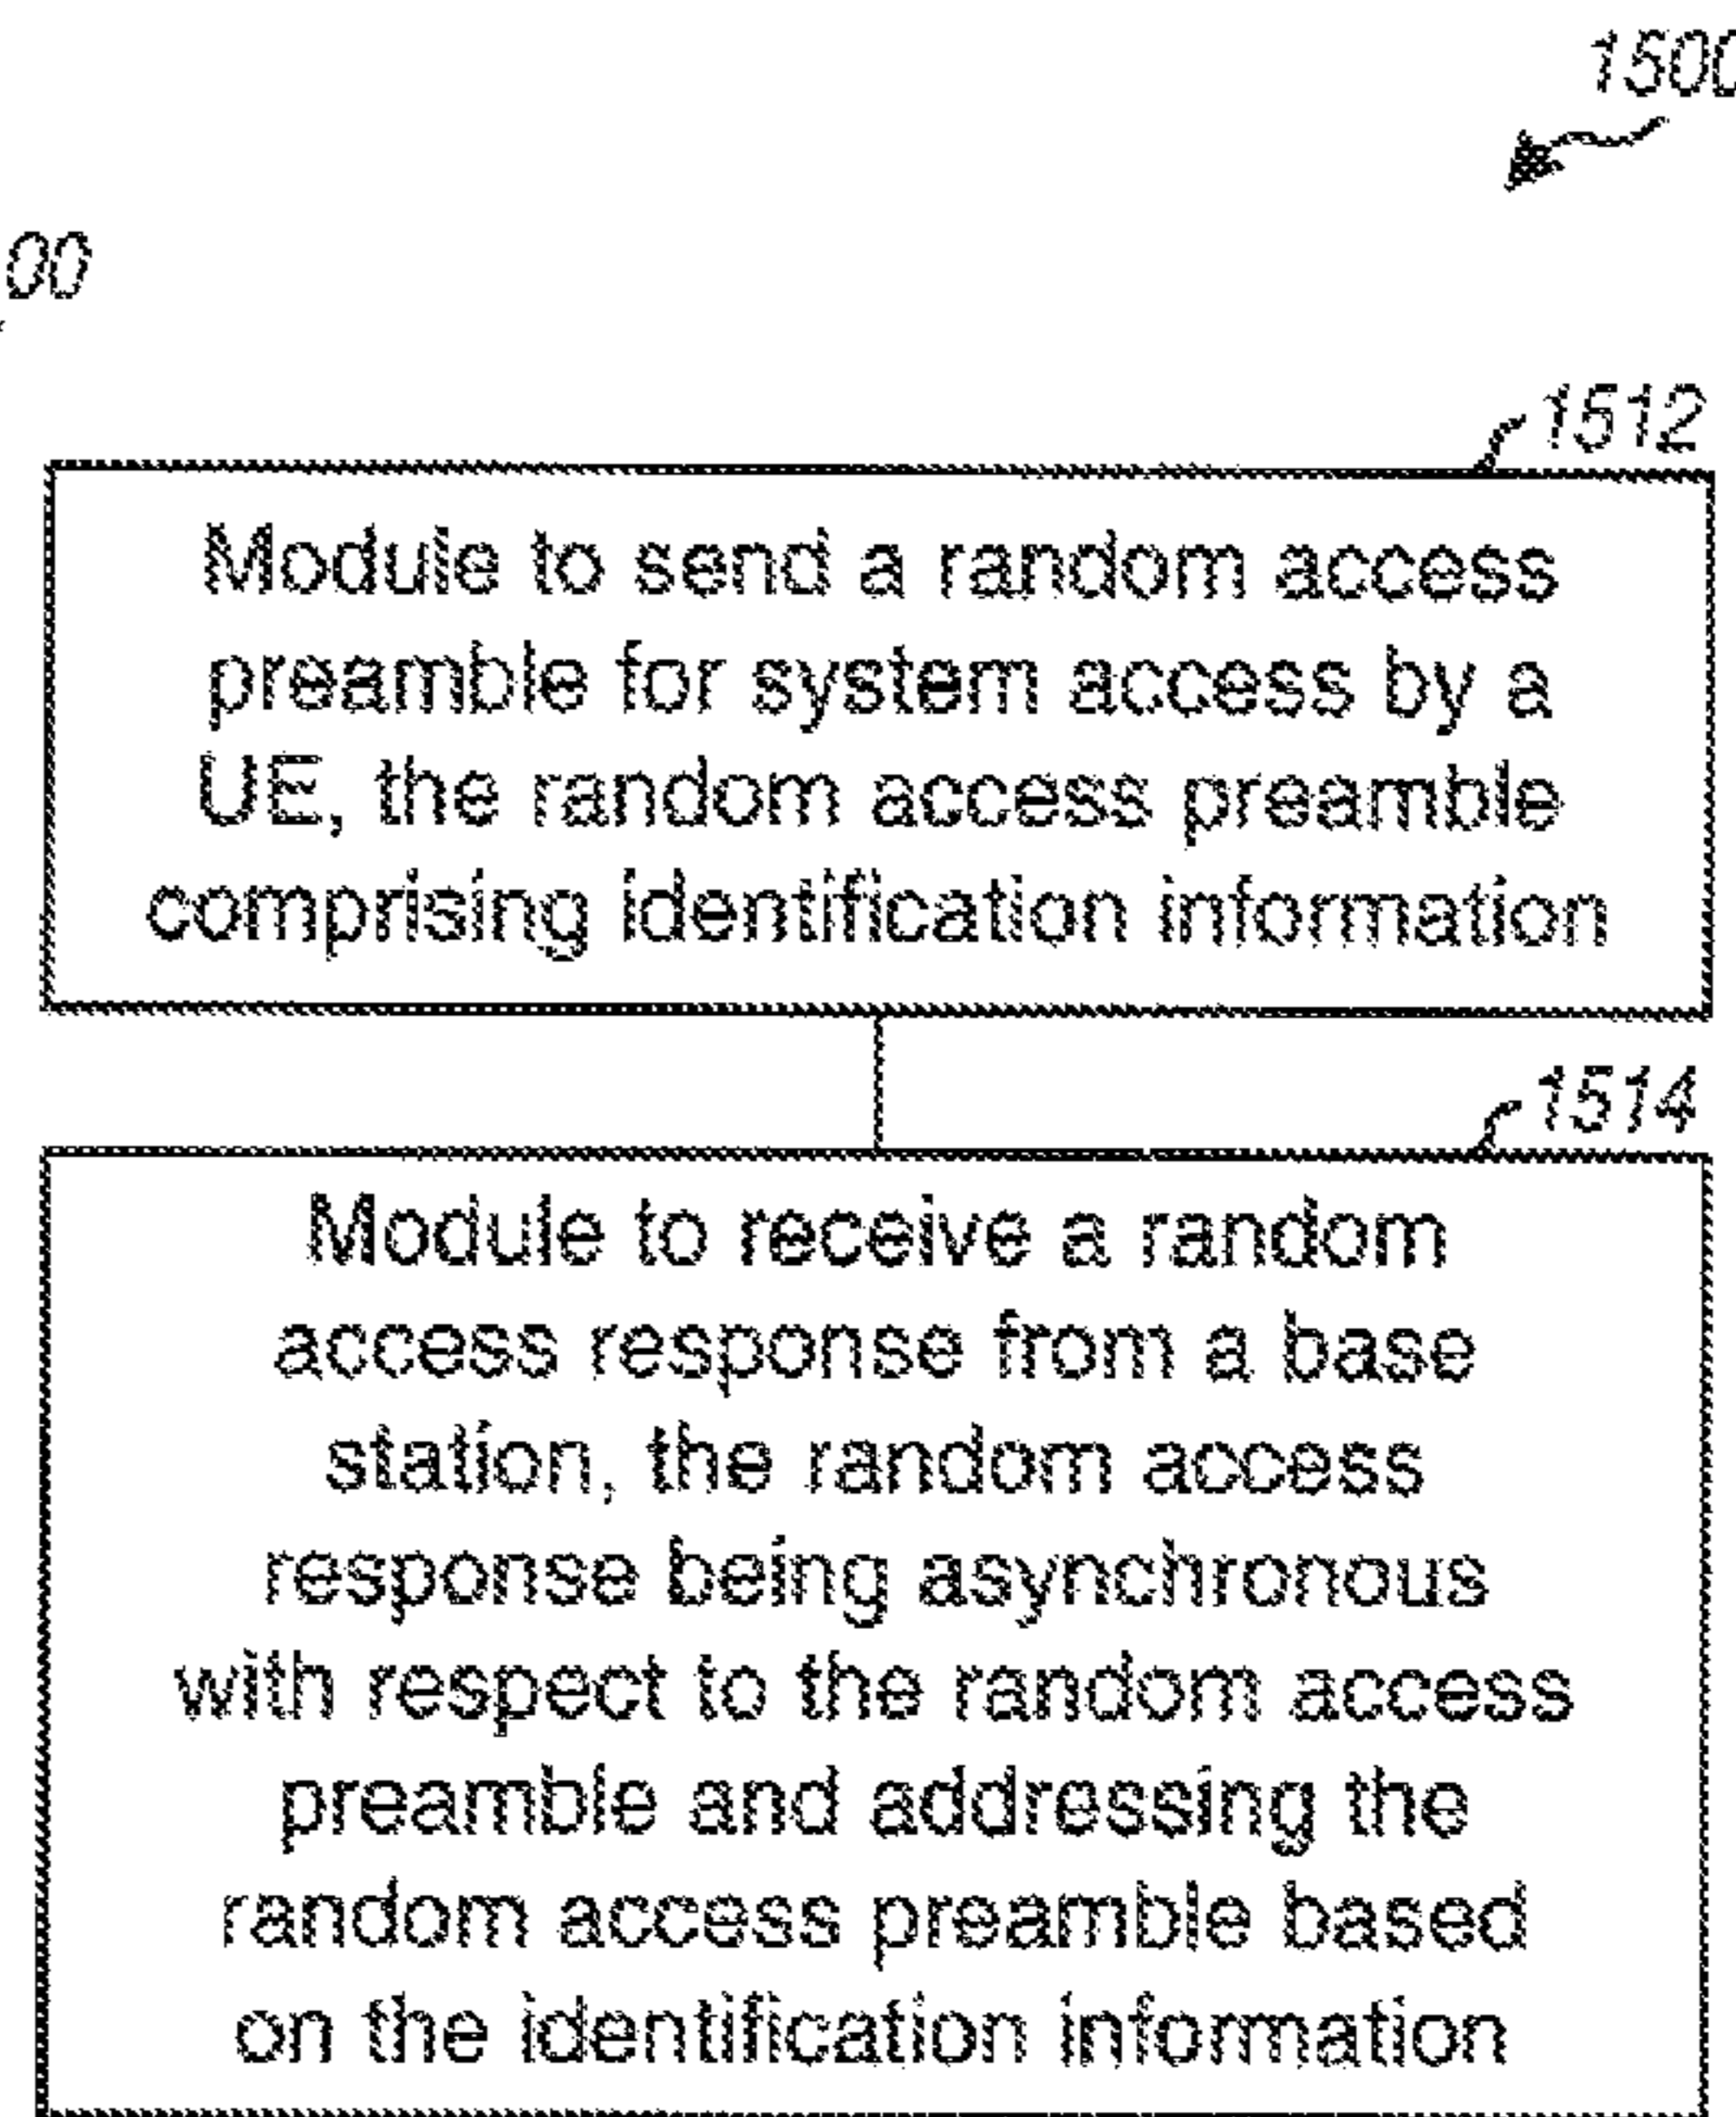 1500
00
1512
Module to send a random access
preamble for system access by a
UE, the random access preamble
comprising identification information
1514
Module to receive a random
access response from a base
station, the random access
response being asynchronous
with respect to the random access
preamble and addressing the
random access preamble based
on the identification information